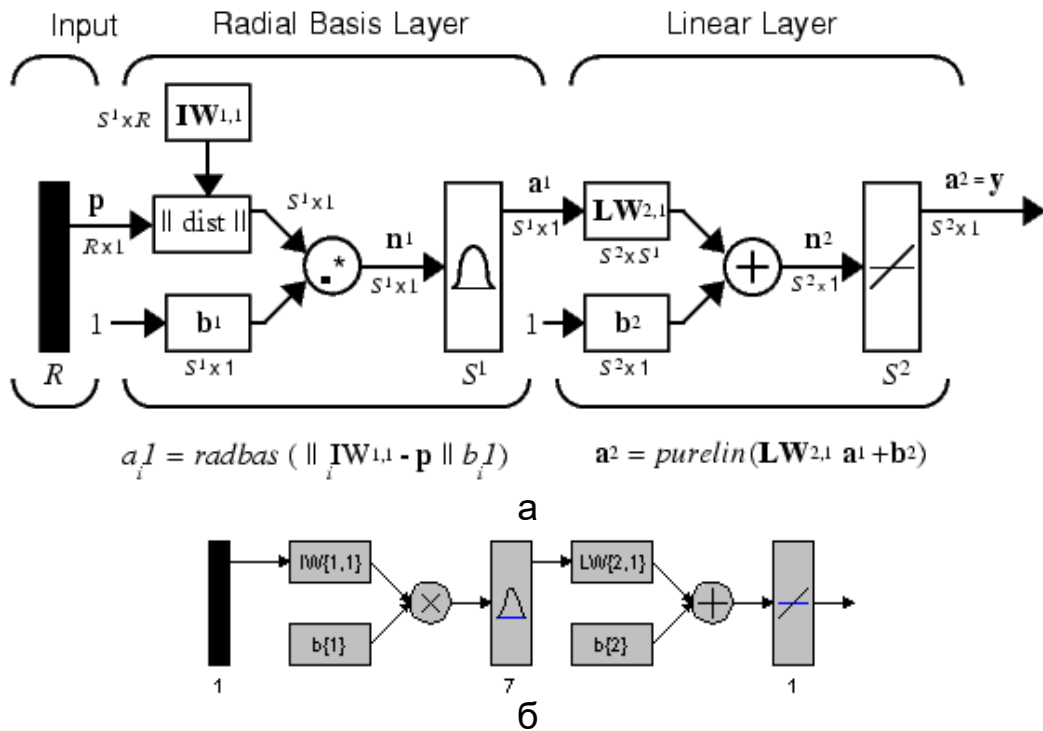 Input
Radial Basis Layer
Linear Layer
S¹xR
IW1,1
p
Rx1
|| dist ||
S¹x1
.*
n¹
S¹x1
1
b¹
S¹x1
R
S¹
a¹
S¹x1
LW2,1
S²xS¹
+
n²
S²x1
1
b²
S²x1
S²
a² = y
S²x1
aᵢ1 = radbas ( || ᵢIW1,1 - p || bᵢ1)
a² = purelin(LW2,1 a¹ +b²)
а
IW{1,1}
b{1}
LW{2,1}
b{2}
1
7
1
б